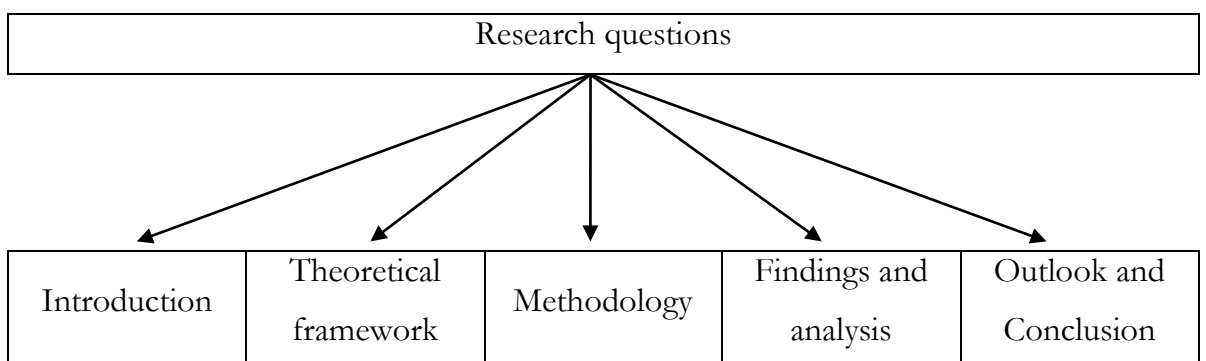 Research questions
Introduction
Theoretical
framework
Methodology
Findings and
analysis
Outlook and
Conclusion